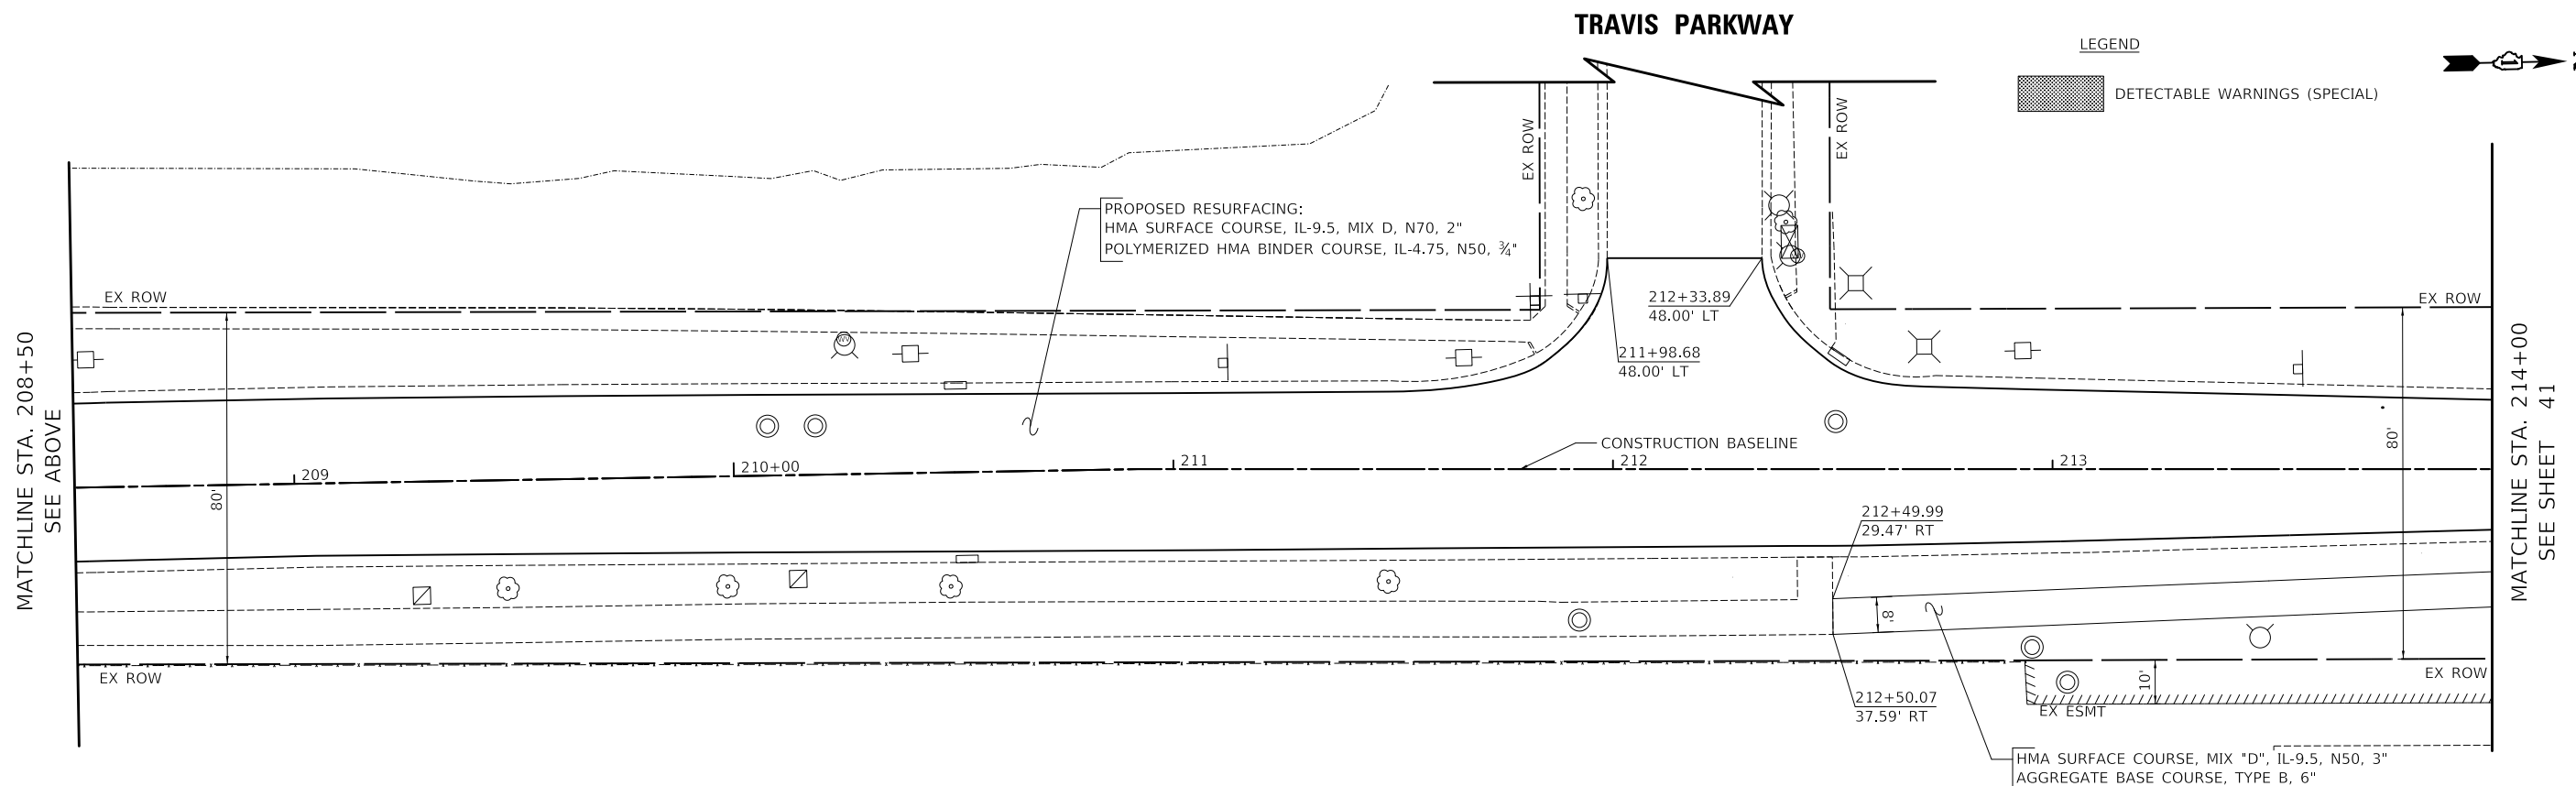 TRAVIS PARKWAY
LEGEND
DETECTABLE WARNINGS (SPECIAL)
EX ROW
EX ROW
PROPOSED RESURFACING:
HMA SURFACE COURSE, IL-9.5, MIX D, N70, 2"
POLYMERIZED HMA BINDER COURSE, IL-4.75, N50, ¾"
EX ROW
EX ROW
212+33.89
48.00' LT
211+98.68
48.00' LT
WV
MATCHLINE STA. 208+50
SEE ABOVE
80'
209
210+00
211
CONSTRUCTION BASELINE
212
213
80'
MATCHLINE STA. 214+00
SEE SHEET 41
212+49.99
29.47' RT
8'
EX ROW
212+50.07
37.59' RT
10'
EX ROW
EX ESMT
HMA SURFACE COURSE, MIX "D", IL-9.5, N50, 3"
AGGREGATE BASE COURSE, TYPE B, 6"